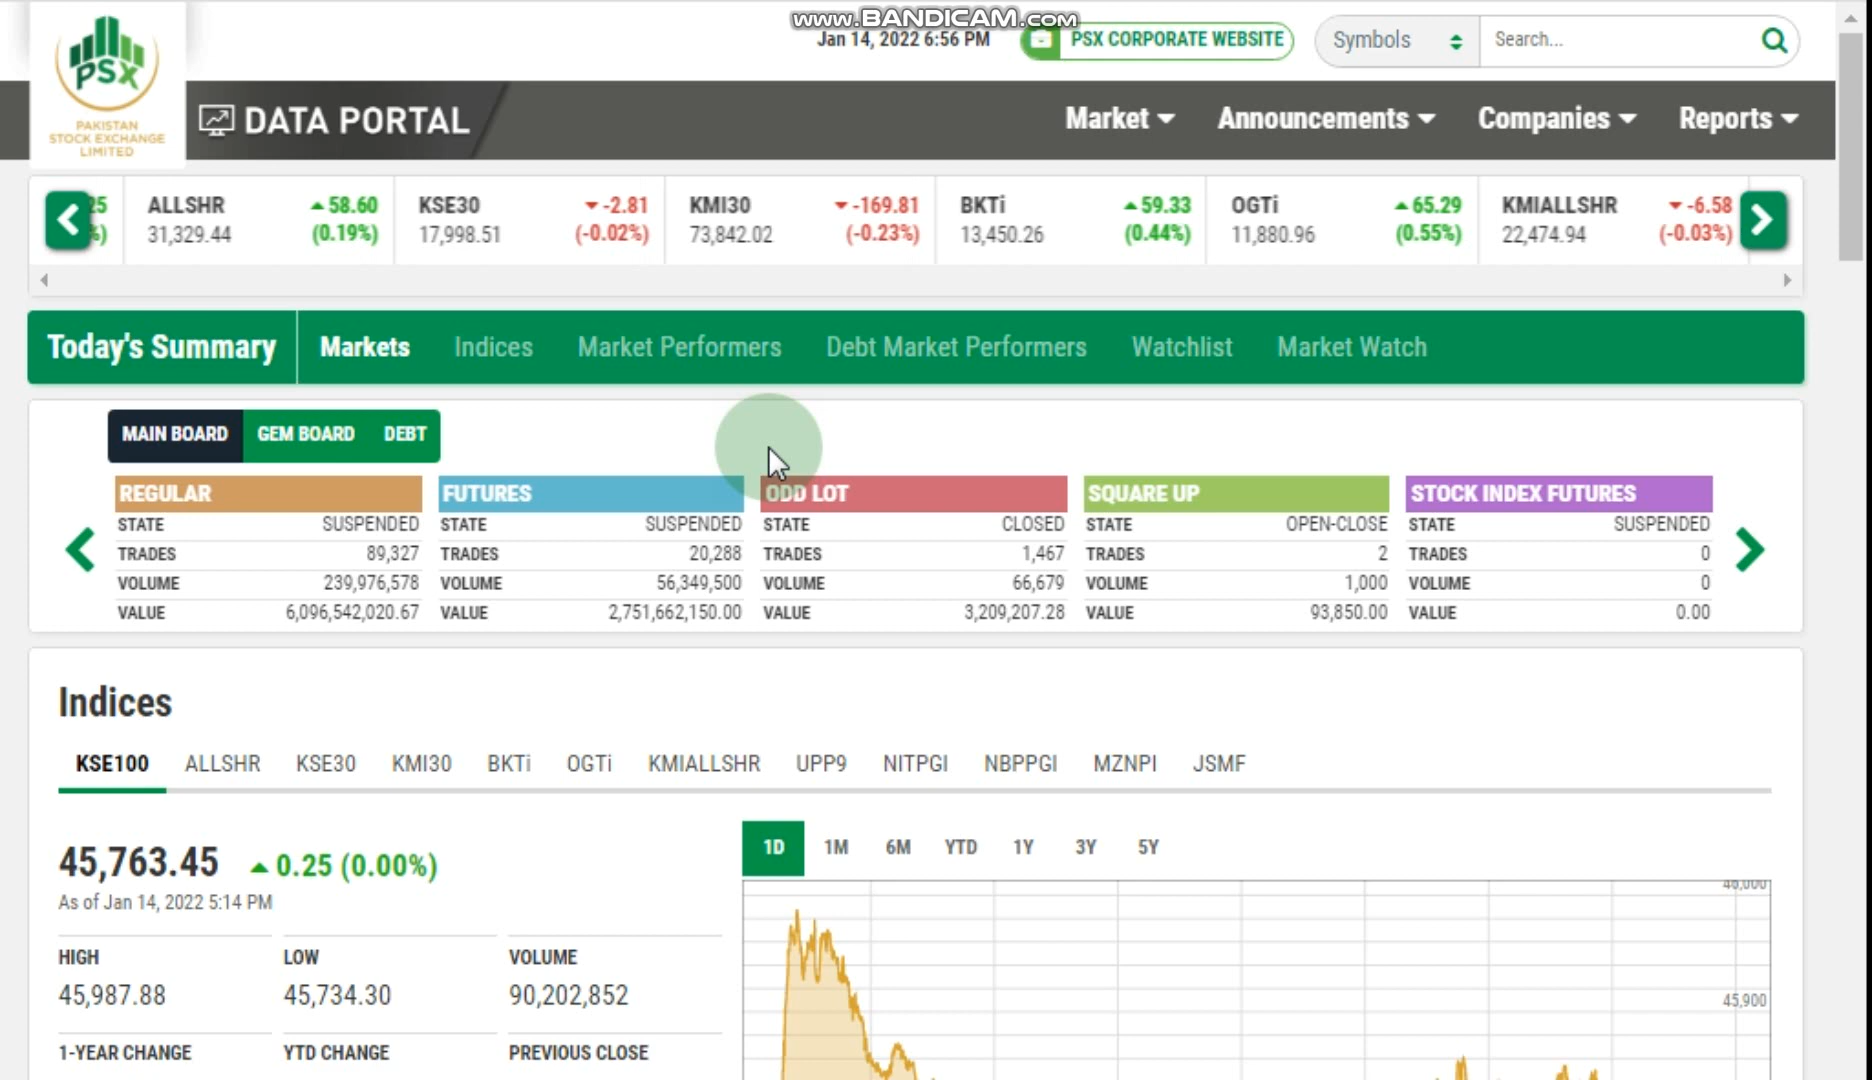 www.BANDICAM.com
Jan 14, 2022 6:56 PM
PSX CORPORATE WEBSITE
Symbols
Search...
PSX
PAKISTAN
STOCK EXCHANGE
LIMITED
DATA PORTAL
Market
Announcements
Companies
Reports
25
%)
ALLSHR 58.60
31,329.44 (0.19%)
KSE30 -2.81
17,998.51 (-0.02%)
KMI30 -169.81
73,842.02 (-0.23%)
BKTi 59.33
13,450.26 (0.44%)
OGTi 65.29
11,880.96 (0.55%)
KMIALLSHR -6.58
22,474.94 (-0.03%)
Today's Summary Markets Indices Market Performers Debt Market Performers Watchlist Market Watch
MAIN BOARD GEM BOARD DEBT
REGULAR
STATE SUSPENDED
TRADES 89,327
VOLUME 239,976,578
VALUE 6,096,542,020.67
FUTURES
STATE SUSPENDED
TRADES 20,288
VOLUME 56,349,500
VALUE 2,751,662,150.00
ODD LOT
STATE CLOSED
TRADES 1,467
VOLUME 66,679
VALUE 3,209,207.28
SQUARE UP
STATE OPEN-CLOSE
TRADES 2
VOLUME 1,000
VALUE 93,850.00
STOCK INDEX FUTURES
STATE SUSPENDED
TRADES 0
VOLUME 0
VALUE 0.00
Indices
KSE100 ALLSHR KSE30 KMI30 BKTi OGTi KMIALLSHR UPP9 NITPGI NBPPGI MZNPI JSMF
45,763.45 0.25 (0.00%)
As of Jan 14, 2022 5:14 PM
HIGH LOW VOLUME
45,987.88 45,734.30 90,202,852
1-YEAR CHANGE YTD CHANGE PREVIOUS CLOSE
1D 1M 6M YTD 1Y 3Y 5Y
46,000
45,900